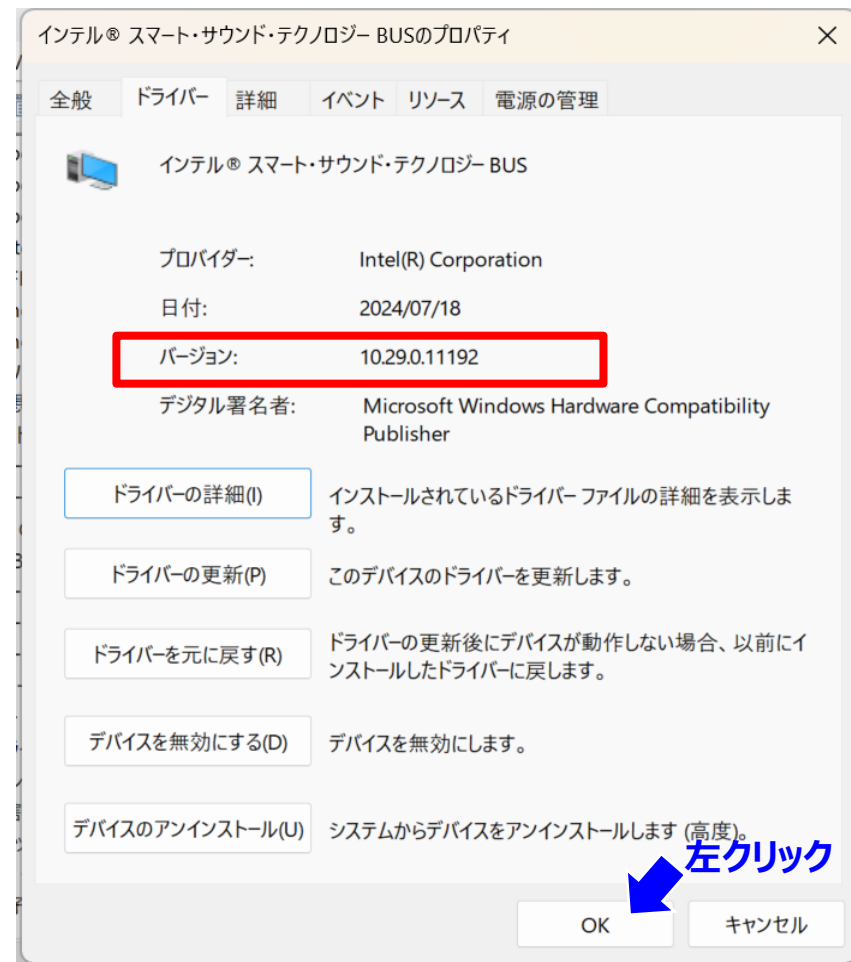 インテル® スマート・サウンド・テクノロジー BUSのプロパティ
全般 ドライバー 詳細 イベント リソース 電源の管理
インテル® スマート・サウンド・テクノロジー BUS
プロバイダー: Intel(R) Corporation
日付: 2024/07/18
バージョン: 10.29.0.11192
デジタル署名者: Microsoft Windows Hardware Compatibility
Publisher
ドライバーの詳細(I) インストールされているドライバー ファイルの詳細を表示しま
す。
ドライバーの更新(P) このデバイスのドライバーを更新します。
ドライバーを元に戻す(R) ドライバーの更新後にデバイスが動作しない場合、以前にイ
ンストールしたドライバーに戻します。
デバイスを無効にする(D) デバイスを無効にします。
デバイスのアンインストール(U) システムからデバイスをアンインストールします (高度)。
左クリック
OK キャンセル